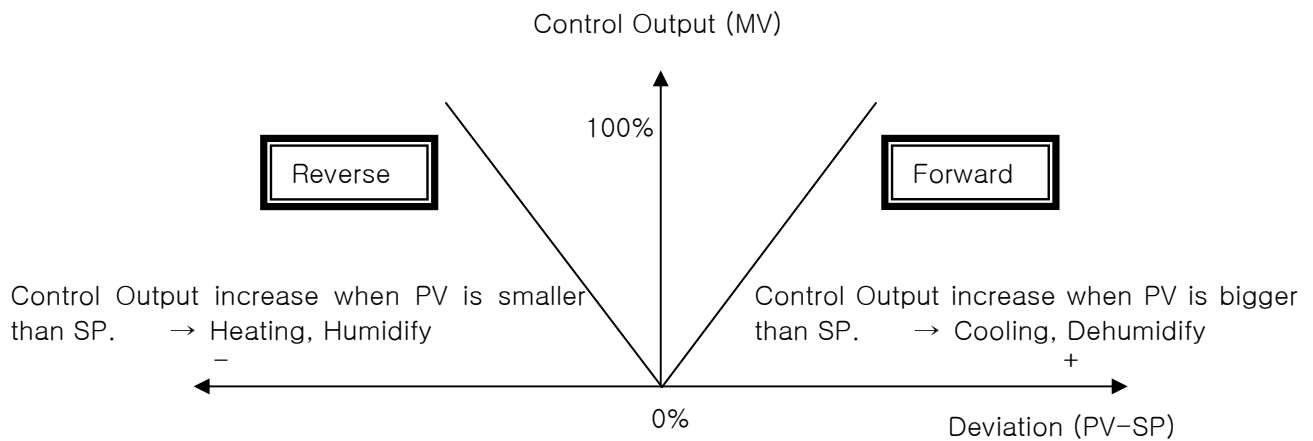 Control Output (MV)
100%
Reverse
Forward
Control Output increase when PV is smaller
than SP. → Heating, Humidify
Control Output increase when PV is bigger
than SP. → Cooling, Dehumidify
−
+
0%
Deviation (PV-SP)